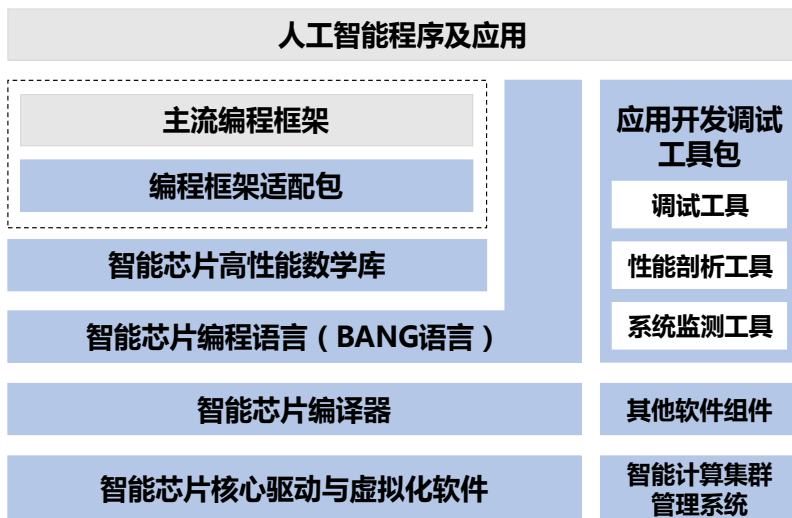 人工智能程序及应用
主流编程框架
编程框架适配包
智能芯片高性能数学库
智能芯片编程语言（BANG语言）
智能芯片编译器
智能芯片核心驱动与虚拟化软件
应用开发调试
工具包
调试工具
性能剖析工具
系统监测工具
其他软件组件
智能计算集群
管理系统